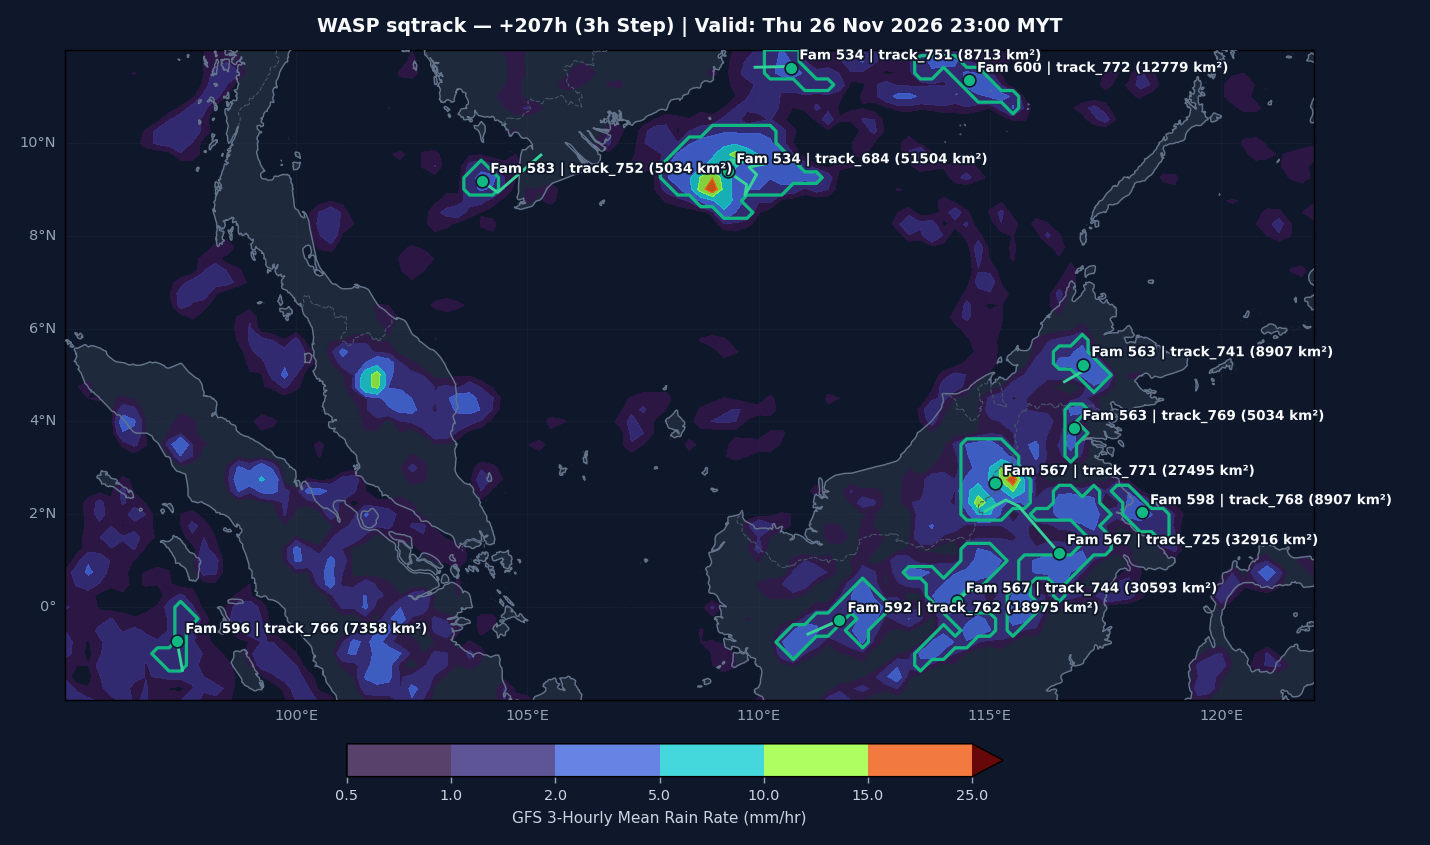 WASP sqtrack — +207h (3h Step) | Valid: Thu 26 Nov 2026 23:00 MYT
Fam 534 | track_751 (8713 km²)
Fam 600 | track_772 (12779 km²)
10°N
Fam 534 | track_684 (51504 km²)
Fam 583 | track_752 (5034 km²)
8°N
6°N
Fam 563 | track_741 (8907 km²)
4°N
Fam 563 | track_769 (5034 km²)
Fam 567 | track_771 (27495 km²)
Fam 598 | track_768 (8907 km²)
2°N
Fam 567 | track_725 (32916 km²)
Fam 567 | track_744 (30593 km²)
0°
Fam 592 | track_762 (18975 km²)
Fam 596 | track_766 (7358 km²)
100°E 105°E 110°E 115°E 120°E
0.5 1.0 2.0 5.0 10.0 15.0 25.0
GFS 3-Hourly Mean Rain Rate (mm/hr)